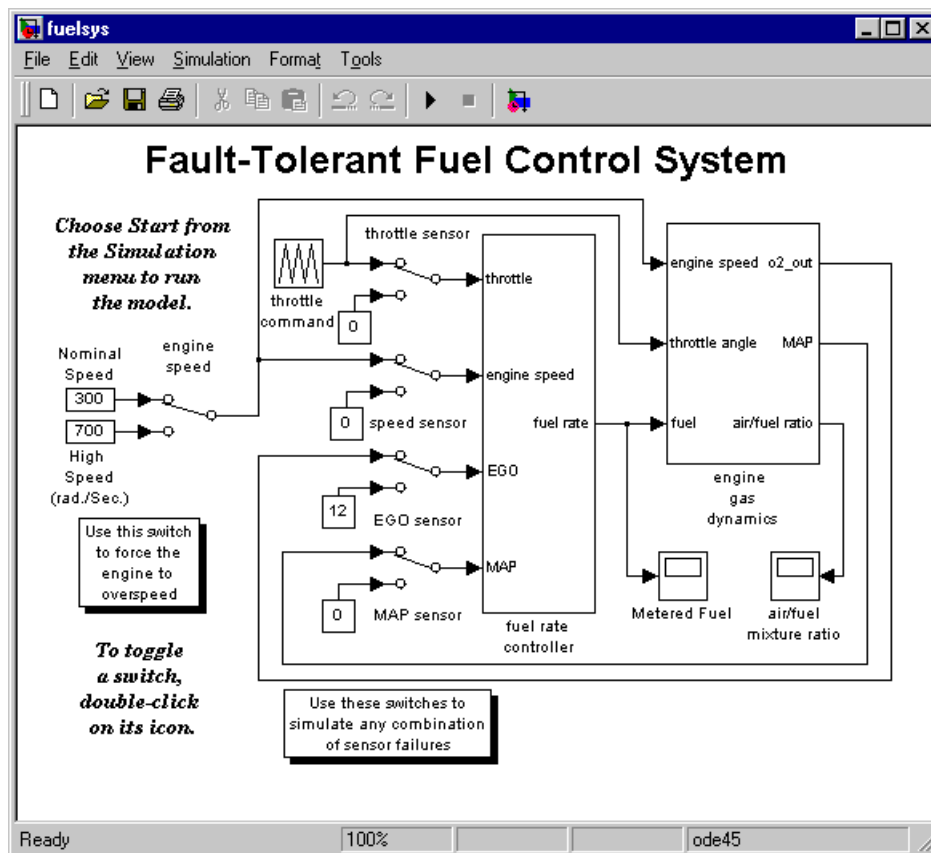 fuelsys
File Edit View Simulation Format Tools
Fault-Tolerant Fuel Control System
Choose Start from
the Simulation
menu to run
the model.
throttle sensor
throttle
command
0
throttle
engine speed
o2_out
throttle angle
MAP
Nominal
Speed
300
engine
speed
700
High
Speed
(rad./Sec.)
engine speed
0
speed sensor
fuel rate
fuel
air/fuel ratio
EGO
12
EGO sensor
engine
gas
dynamics
Use this switch
to force the
engine to
overspeed
MAP
0
MAP sensor
fuel rate
controller
Metered Fuel
air/fuel
mixture ratio
To toggle
a switch,
double-click
on its icon.
Use these switches to
simulate any combination
of sensor failures
Ready
100%
ode45